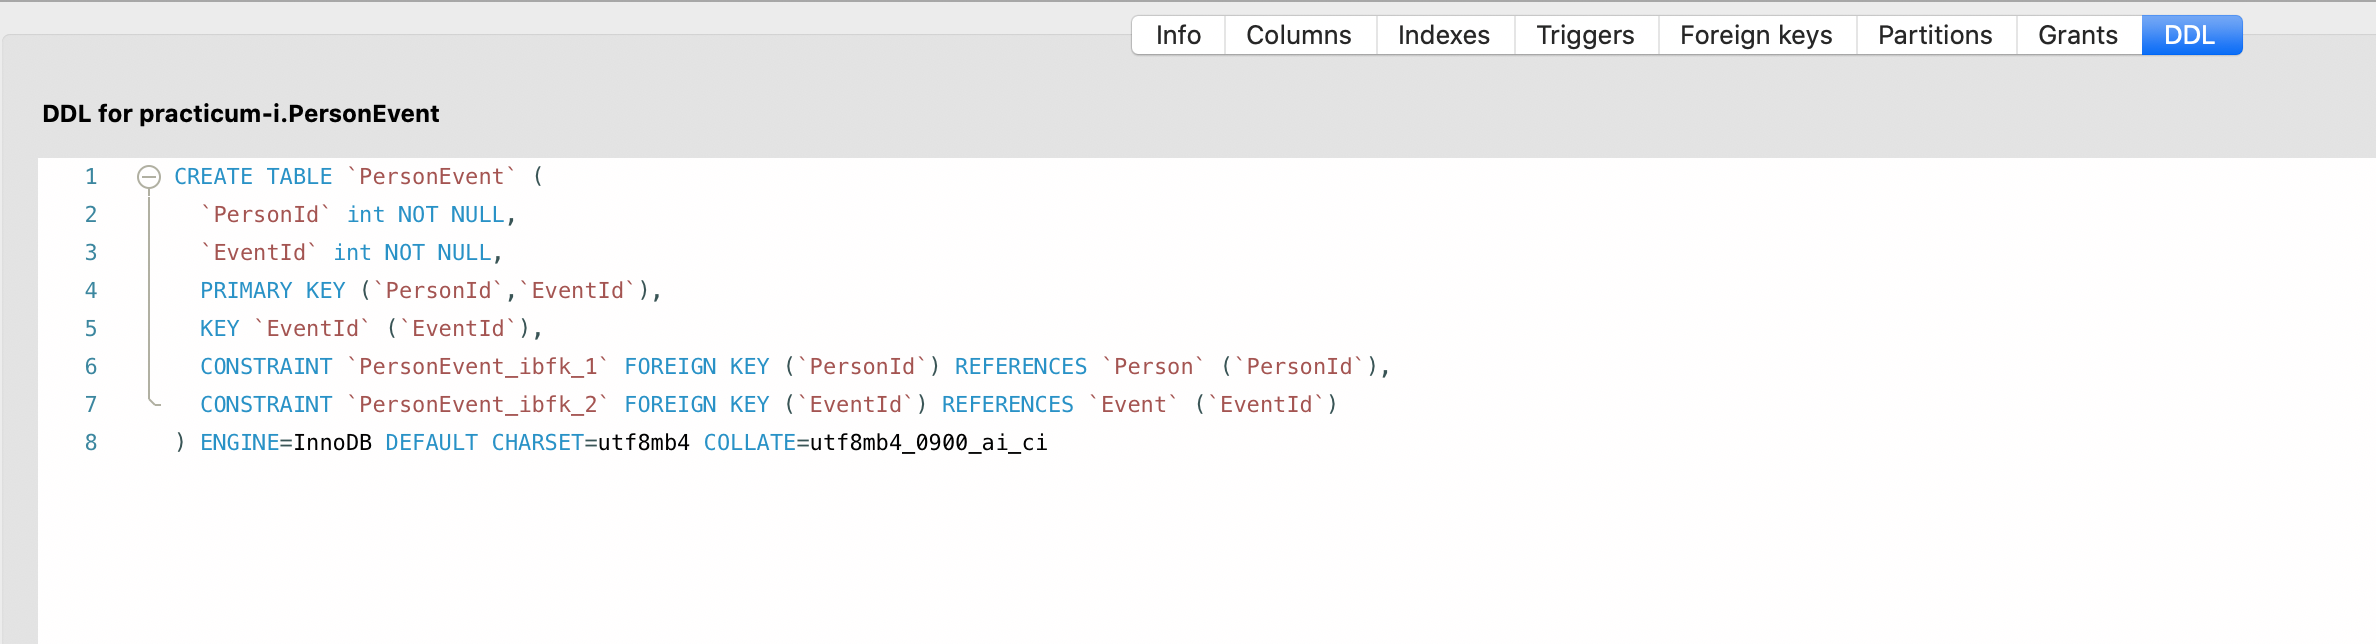 Info Columns Indexes Triggers Foreign keys Partitions Grants DDL
DDL for practicum-i.PersonEvent
1 CREATE TABLE `PersonEvent` (
2 `PersonId` int NOT NULL,
3 `EventId` int NOT NULL,
4 PRIMARY KEY (`PersonId`,`EventId`),
5 KEY `EventId` (`EventId`),
6 CONSTRAINT `PersonEvent_ibfk_1` FOREIGN KEY (`PersonId`) REFERENCES `Person` (`PersonId`),
7 CONSTRAINT `PersonEvent_ibfk_2` FOREIGN KEY (`EventId`) REFERENCES `Event` (`EventId`)
8 ) ENGINE=InnoDB DEFAULT CHARSET=utf8mb4 COLLATE=utf8mb4_0900_ai_ci